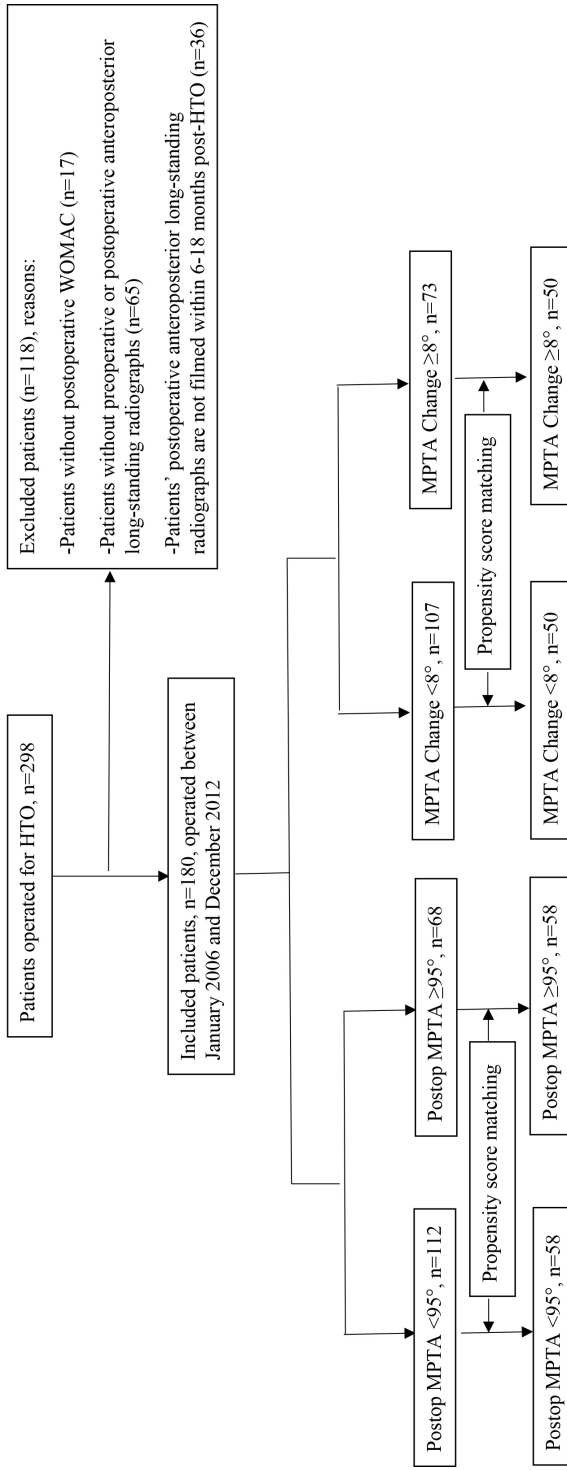 Patients operated for HTO, n=298
Excluded patients (n=118), reasons:
-Patients without postoperative WOMAC (n=17)
-Patients without preoperative or postoperative anteroposterior
long-standing radiographs (n=65)
-Patients’ postoperative anteroposterior long-standing
radiographs are not filmed within 6-18 months post-HTO (n=36)
Included patients, n=180, operated between
January 2006 and December 2012
Postop MPTA <95°, n=112
Postop MPTA ≥95°, n=68
MPTA Change <8°, n=107
MPTA Change ≥8°, n=73
Propensity score matching
Propensity score matching
Postop MPTA <95°, n=58
Postop MPTA ≥95°, n=58
MPTA Change <8°, n=50
MPTA Change ≥8°, n=50